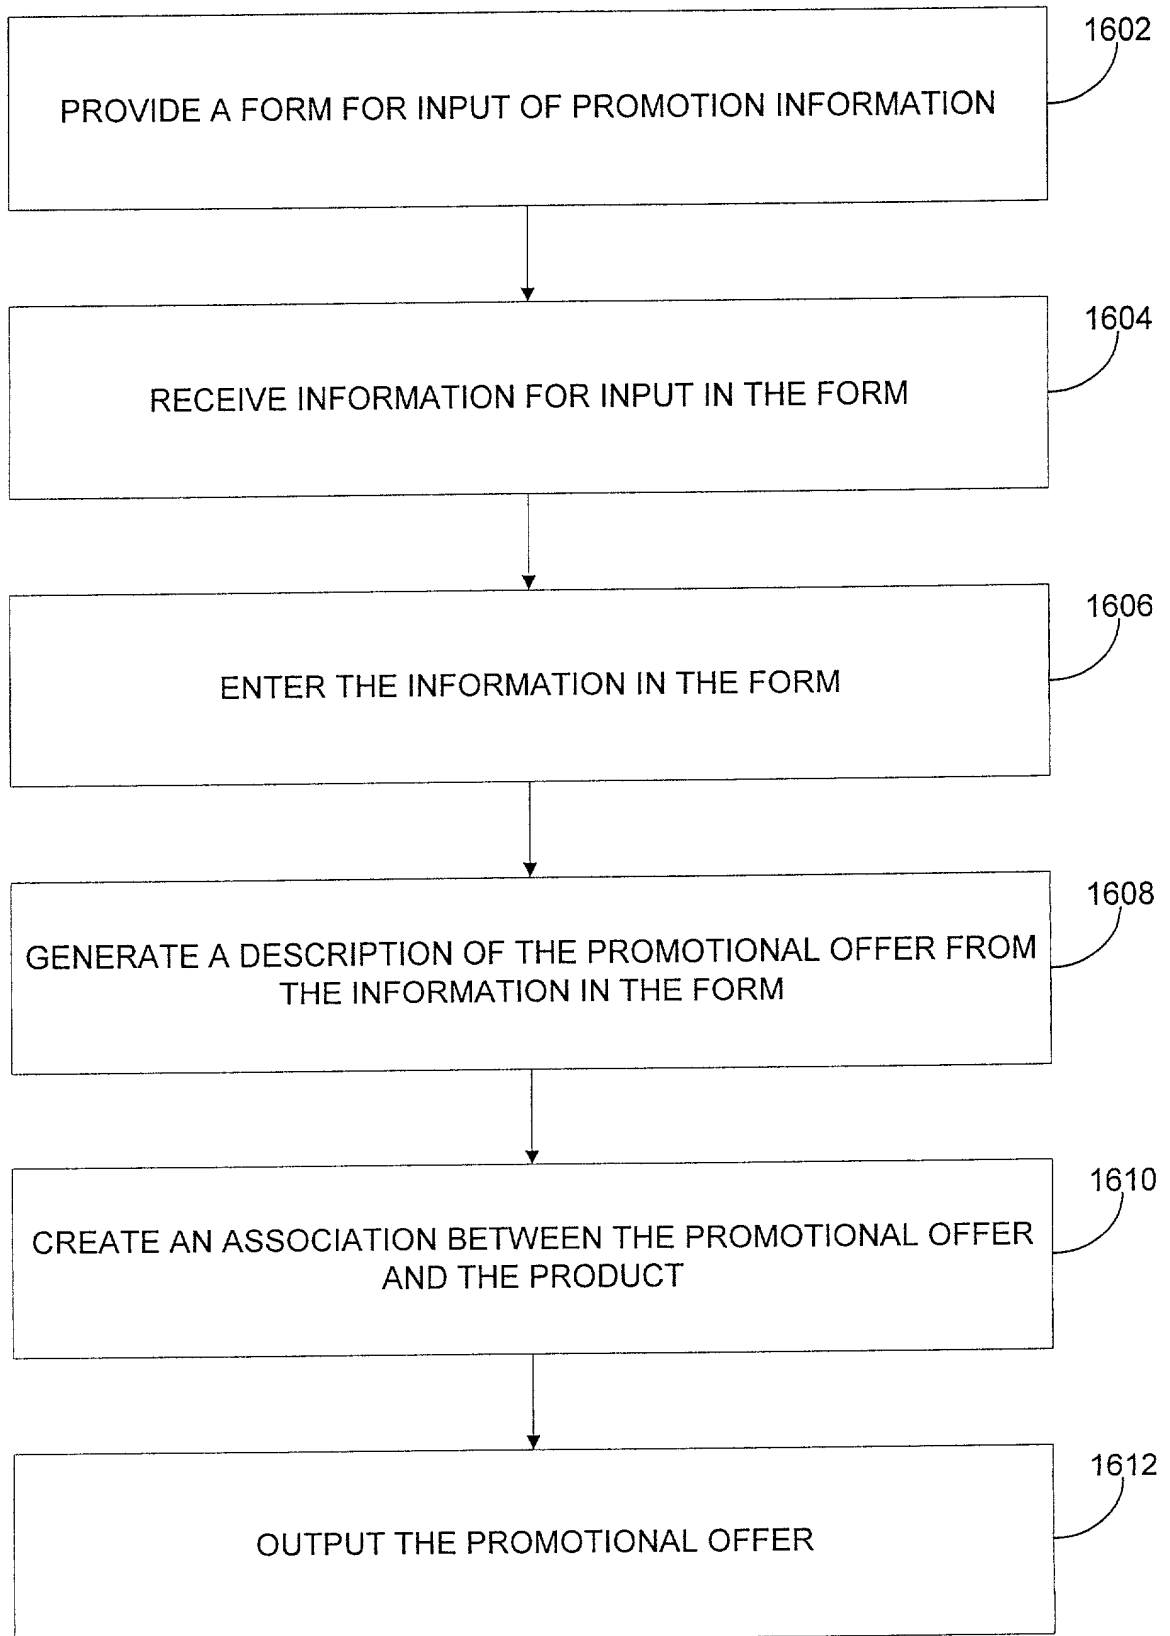 1602
PROVIDE A FORM FOR INPUT OF PROMOTION INFORMATION
1604
RECEIVE INFORMATION FOR INPUT IN THE FORM
1606
ENTER THE INFORMATION IN THE FORM
1608
GENERATE A DESCRIPTION OF THE PROMOTIONAL OFFER FROM
THE INFORMATION IN THE FORM
1610
CREATE AN ASSOCIATION BETWEEN THE PROMOTIONAL OFFER
AND THE PRODUCT
1612
OUTPUT THE PROMOTIONAL OFFER